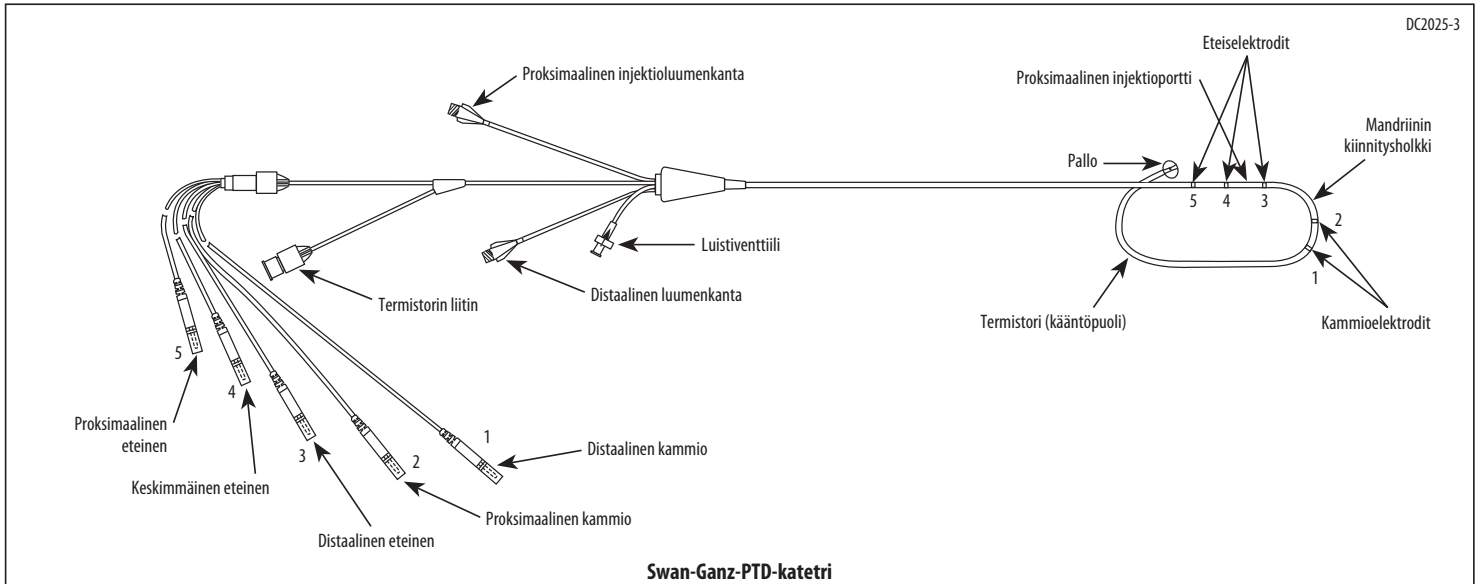 DC2025-3
Eteiselektrodit
Proksimaalinen injektioluumenkanta
Proksimaalinen injektioportti
Mandriinin
kiinnitysholkki
Pallo
5
4
3
2
1
Luistiventtiili
Distaalinen luumenkanta
Termistorin liitin
Termistori (kääntöpuoli)
Kammioelektrodit
5
4
3
2
1
Proksimaalinen
eteinen
Keskimmäinen eteinen
Distaalinen eteinen
Proksimaalinen kammio
Distaalinen kammio
Swan-Ganz-PTD-katetri